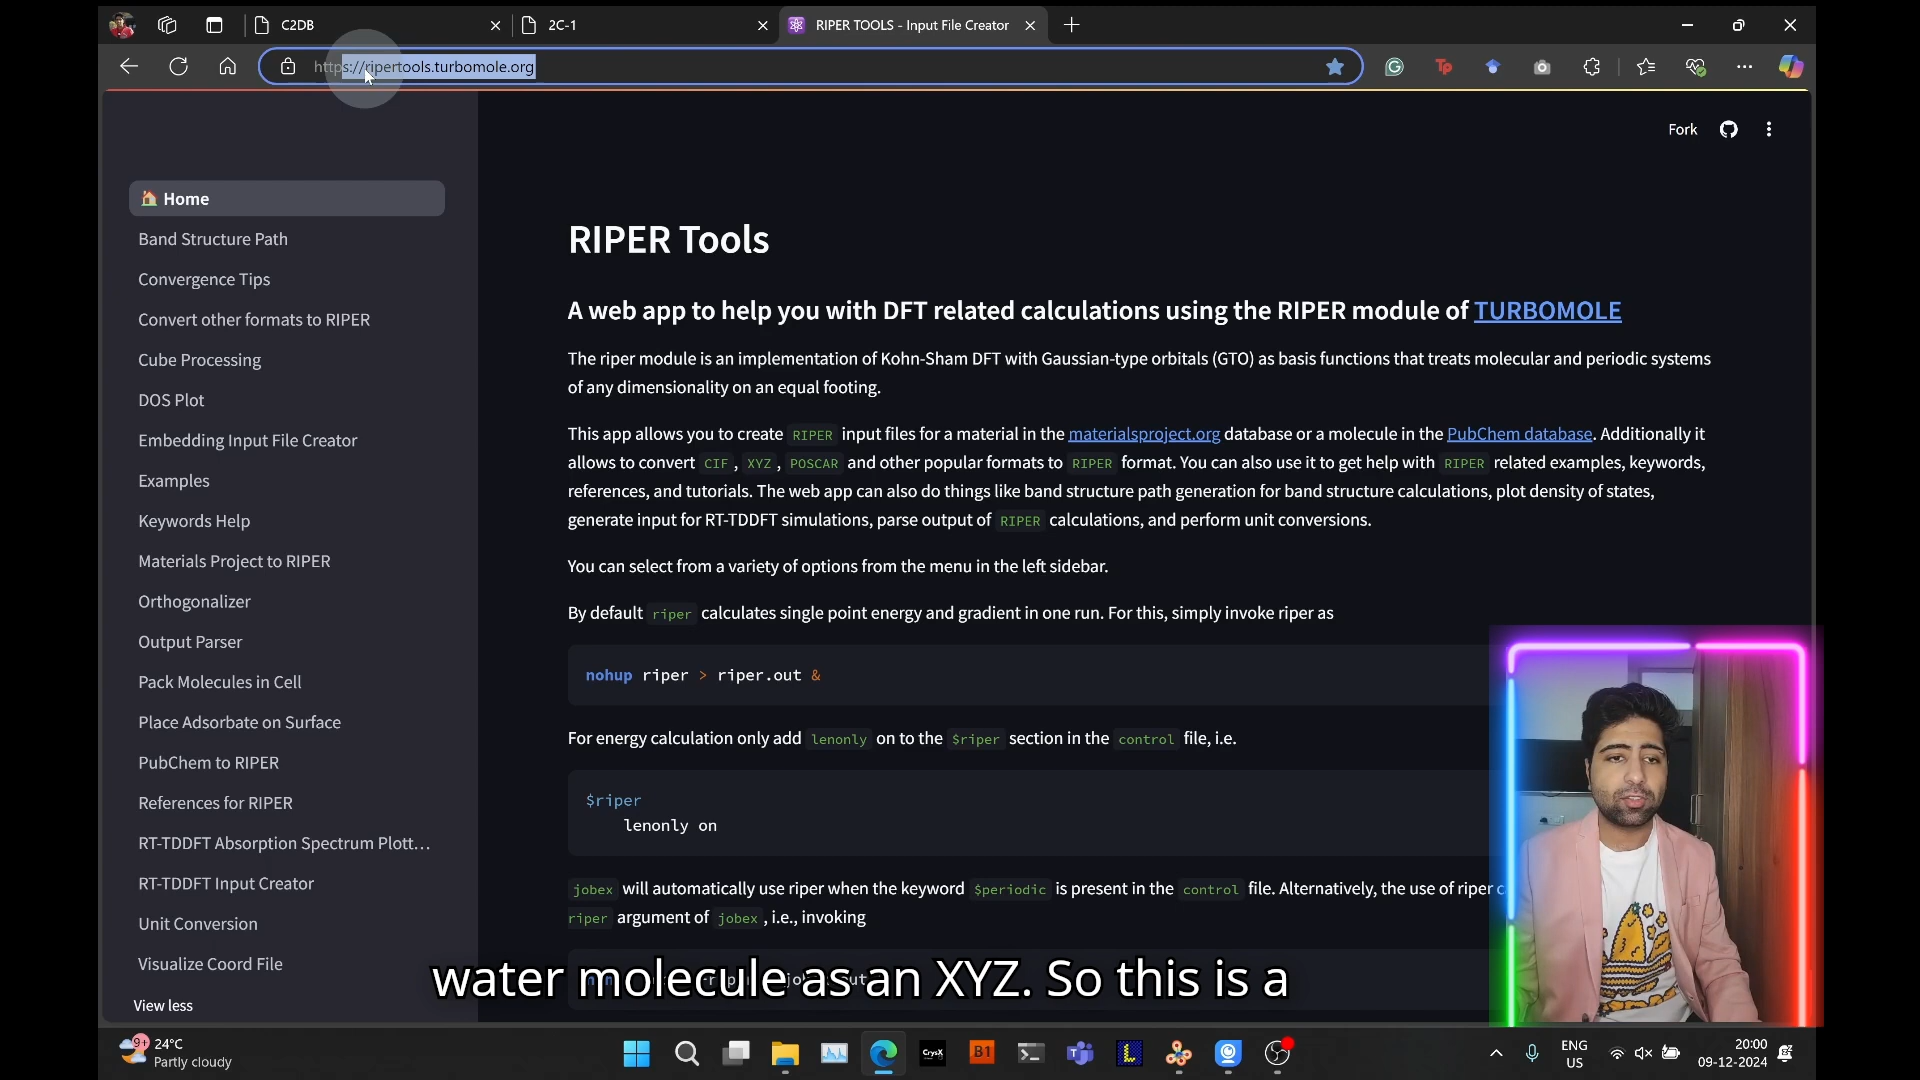 C2DB
2C-1
RIPER TOOLS - Input File Creator
https://ripertools.turbomole.org
Fork
Home
Band Structure Path
Convergence Tips
Convert other formats to RIPER
Cube Processing
DOS Plot
Embedding Input File Creator
Examples
Keywords Help
Materials Project to RIPER
Orthogonalizer
Output Parser
Pack Molecules in Cell
Place Adsorbate on Surface
PubChem to RIPER
References for RIPER
RT-TDDFT Absorption Spectrum Plott…
RT-TDDFT Input Creator
Unit Conversion
Visualize Coord File
View less
RIPER Tools
A web app to help you with DFT related calculations using the RIPER module of TURBOMOLE
The riper module is an implementation of Kohn-Sham DFT with Gaussian-type orbitals (GTO) as basis functions that treats molecular and periodic systems
of any dimensionality on an equal footing.
This app allows you to create RIPER input files for a material in the materialsproject.org database or a molecule in the PubChem database. Additionally it
allows to convert CIF, XYZ, POSCAR and other popular formats to RIPER format. You can also use it to get help with RIPER related examples, keywords,
references, and tutorials. The web app can also do things like band structure path generation for band structure calculations, plot density of states,
generate input for RT-TDDFT simulations, parse output of RIPER calculations, and perform unit conversions.
You can select from a variety of options from the menu in the left sidebar.
By default riper calculates single point energy and gradient in one run. For this, simply invoke riper as
nohup riper > riper.out &
For energy calculation only add lenonly on to the $riper section in the control file, i.e.
$riper
lenonly on
jobex will automatically use riper when the keyword $periodic is present in the control file. Alternatively, the use of riper
riper argument of jobex, i.e., invoking
water molecule as an XYZ. So this is a
9+
24°C
Partly cloudy
CrysX
B1
ENG
US
20:00
09-12-2024